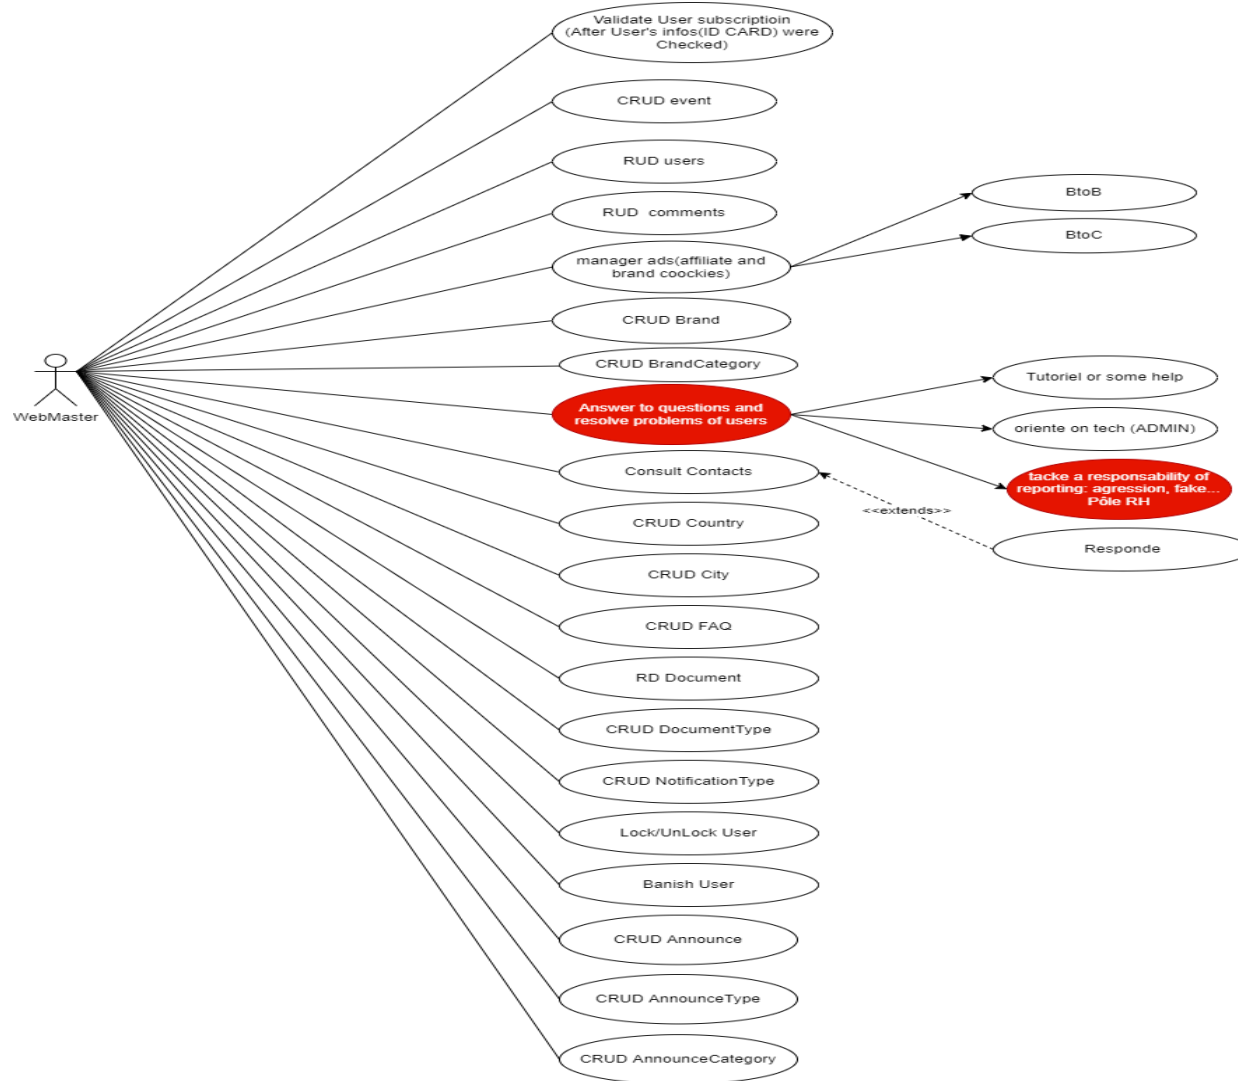 Validate User subscriptioin
(After User's infos(ID CARD) were
Checked)
CRUD event
RUD users
RUD comments
manager ads(affiliate and
brand coockies)
BtoB
BtoC
CRUD Brand
CRUD BrandCategory
WebMaster
Answer to questions and
resolve problems of users
Tutoriel or some help
oriente on tech (ADMIN)
tacke a responsability of
reporting: agression, fake...
Pôle RH
Consult Contacts
<<extends>>
Responde
CRUD Country
CRUD City
CRUD FAQ
RD Document
CRUD DocumentType
CRUD NotificationType
Lock/UnLock User
Banish User
CRUD Announce
CRUD AnnounceType
CRUD AnnounceCategory